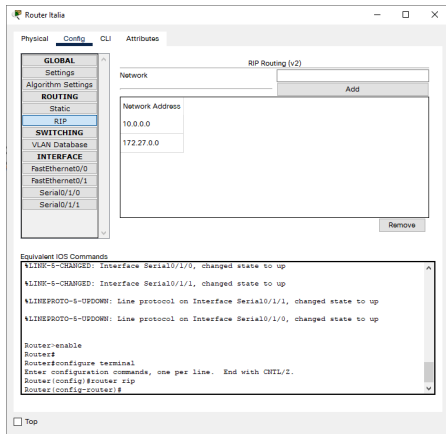 Router Italia
Physical Config CLI Attributes
GLOBAL
Settings
Algorithm Settings
ROUTING
Static
RIP
SWITCHING
VLAN Database
INTERFACE
FastEthernet0/0
FastEthernet0/1
Serial0/1/0
Serial0/1/1
RIP Routing (v2)
Network
Add
Network Address
10.0.0.0
172.27.0.0
Remove
Equivalent IOS Commands
%LINK-5-CHANGED: Interface Serial0/1/0, changed state to up
%LINK-5-CHANGED: Interface Serial0/1/1, changed state to up
%LINEPROTO-5-UPDOWN: Line protocol on Interface Serial0/1/1, changed state to up
%LINEPROTO-5-UPDOWN: Line protocol on Interface Serial0/1/0, changed state to up
Router>enable
Router#
Router#configure terminal
Enter configuration commands, one per line. End with CNTL/Z.
Router(config)#router rip
Router(config-router)#
Top